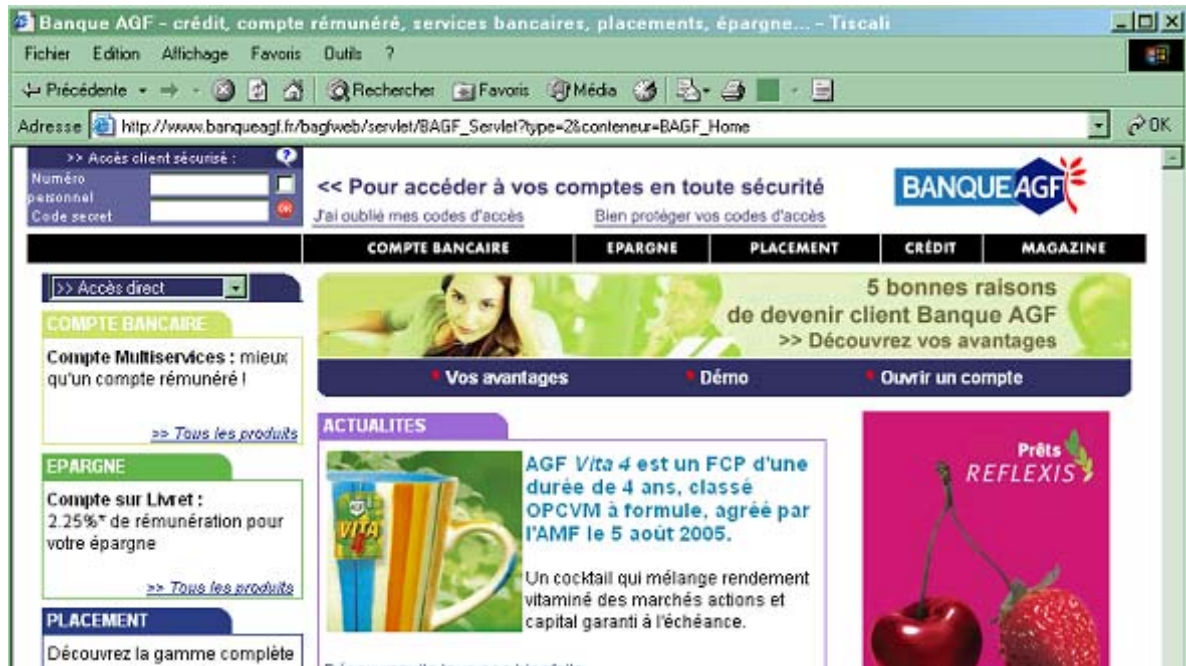 Banque AGF - crédit, compte rémunéré, services bancaires, placements, épargne... - Tiscali
Fichier Edition Affichage Favoris Outils ?
Précédente Rechercher Favoris Média
Adresse http://www.banqueagf.fr/bagfweb/servlet/BAGF_Servlet?type=2&conteneur=BAGF_Home OK
>> Accès client sécurisé : ?
Numéro
personnel
Code secret OK
<< Pour accéder à vos comptes en toute sécurité
J'ai oublié mes codes d'accès Bien protéger vos codes d'accès
BANQUE AGF
COMPTE BANCAIRE EPARGNE PLACEMENT CRÉDIT MAGAZINE
>> Accès direct
5 bonnes raisons
de devenir client Banque AGF
>> Découvrez vos avantages
Vos avantages Démo Ouvrir un compte
COMPTE BANCAIRE
Compte Multiservices : mieux
qu'un compte rémunéré !
>> Tous les produits
EPARGNE
Compte sur Livret :
2.25%* de rémunération pour
votre épargne
>> Tous les produits
PLACEMENT
Découvrez la gamme complète
ACTUALITES
VITA
4
AGF Vita 4 est un FCP d'une
durée de 4 ans, classé
OPCVM à formule, agréé par
l'AMF le 5 août 2005.
Un cocktail qui mélange rendement
vitaminé des marchés actions et
capital garanti à l'échéance.
Prêts
REFLEXIS